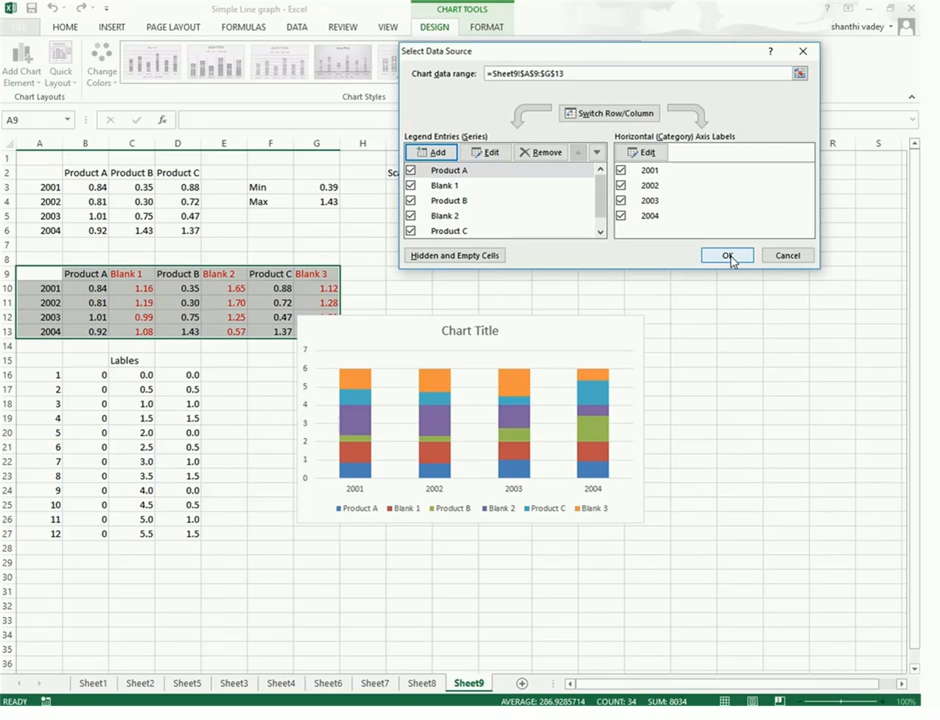 Simple Line graph - Excel
CHART TOOLS
HOME INSERT PAGE LAYOUT FORMULAS DATA REVIEW VIEW DESIGN FORMAT
shanthi vadey
Add Chart Element
Quick Layout
Change Colors
Chart Layouts
Chart Styles
Select Data Source
Chart data range: =Sheet9!$A$9:$G$13
Switch Row/Column
Legend Entries (Series)
Horizontal (Category) Axis Labels
Add Edit Remove
Edit
Product A
Blank 1
Product B
Blank 2
Product C
2001
2002
2003
2004
Hidden and Empty Cells
OK
Cancel
A9
fx
A B C D E F G H R S
1
2 Product A Product B Product C
3 2001 0.84 0.35 0.88 Min 0.39
4 2002 0.81 0.30 0.72 Max 1.43
5 2003 1.01 0.75 0.47
6 2004 0.92 1.43 1.37
7
8
9 Product A Blank 1 Product B Blank 2 Product C Blank 3
10 2001 0.84 1.16 0.35 1.65 0.88 1.12
11 2002 0.81 1.19 0.30 1.70 0.72 1.28
12 2003 1.01 0.99 0.75 1.25 0.47
13 2004 0.92 1.08 1.43 0.57 1.37
14
15 Lables
16 1 0 0.0 0.0
17 2 0 0.5 0.5
18 3 0 1.0 1.0
19 4 0 1.5 1.5
20 5 0 2.0 0.0
21 6 0 2.5 0.5
22 7 0 3.0 1.0
23 8 0 3.5 1.5
24 9 0 4.0 0.0
25 10 0 4.5 0.5
26 11 0 5.0 1.0
27 12 0 5.5 1.5
28
29
30
31
32
33
34
35
36
Chart Title
7
6
5
4
3
2
1
0
2001 2002 2003 2004
Product A Blank 1 Product B Blank 2 Product C Blank 3
Sheet1 Sheet2 Sheet5 Sheet3 Sheet4 Sheet6 Sheet7 Sheet8 Sheet9
READY
AVERAGE: 286.9285714 COUNT: 34 SUM: 8034
100%